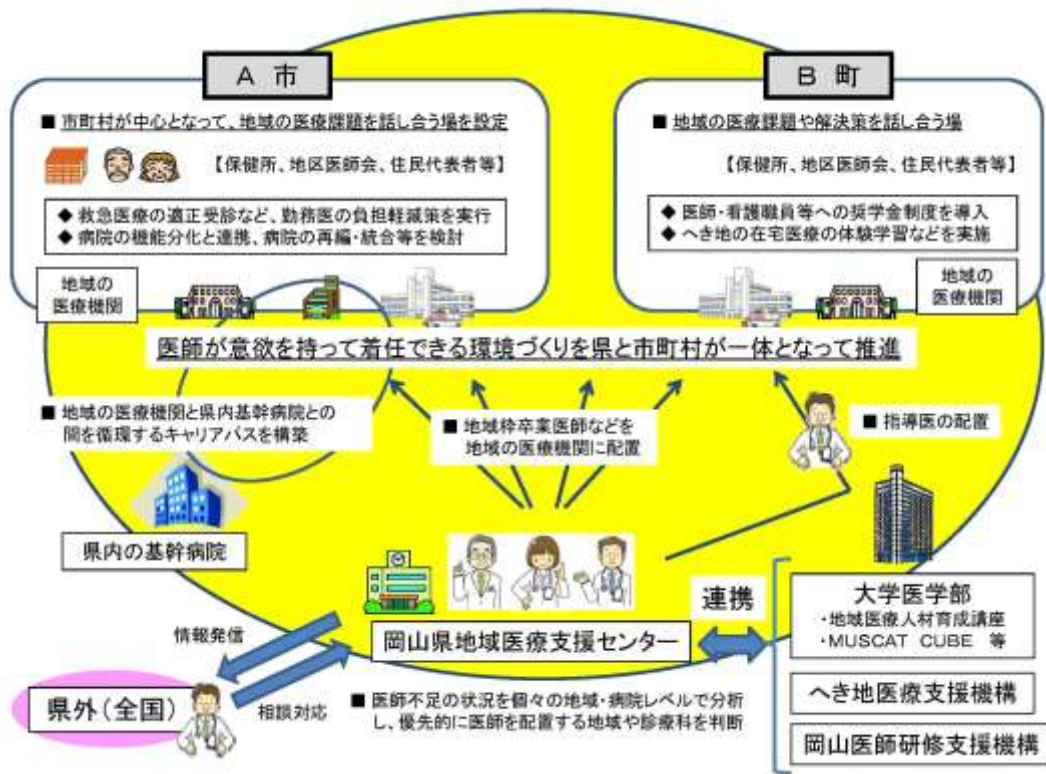 A 市
■ 市町村が中心となって、地域の医療課題を話し合う場を設定
【保健所、地区医師会、住民代表者等】
◆ 救急医療の適正受診など、勤務医の負担軽減策を実行
◆ 病院の機能分化と連携、病院の再編・統合等を検討
地域の
医療機関
B 町
■ 地域の医療課題や解決策を話し合う場
【保健所、地区医師会、住民代表者等】
◆ 医師・看護職員等への奨学金制度を導入
◆ へき地の在宅医療の体験学習などを実施
地域の
医療機関
医師が意欲を持って着任できる環境づくりを県と市町村が一体となって推進
■ 地域の医療機関と県内基幹病院との
間を循環するキャリアパスを構築
■ 地域枠卒業医師などを
地域の医療機関に配置
■ 指導医の配置
県内の基幹病院
岡山県地域医療支援センター
連携
大学医学部
・地域医療人材育成講座
・MUSCAT CUBE 等
へき地医療支援機構
岡山医師研修支援機構
情報発信
相談対応
県外(全国)
■ 医師不足の状況を個々の地域・病院レベルで分析
し、優先的に医師を配置する地域や診療科を判断